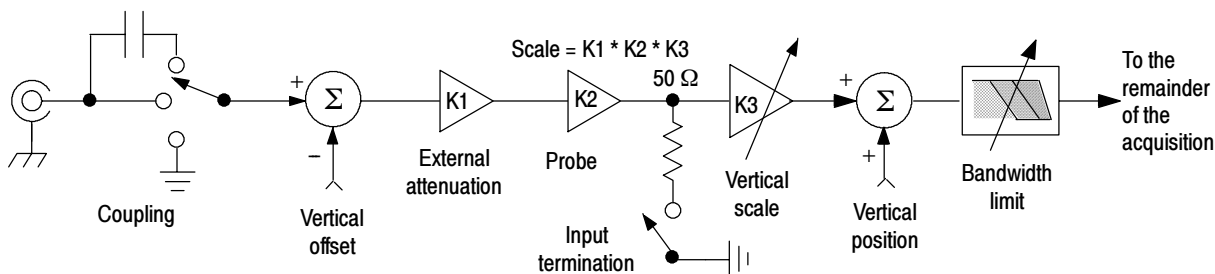 Scale = K1 * K2 * K3
50 Ω
+
Σ
−
K1
K2
K3
+
Σ
+
To the
remainder
of the
acquisition
Coupling
Vertical
offset
External
attenuation
Probe
Input
termination
Vertical
scale
Vertical
position
Bandwidth
limit